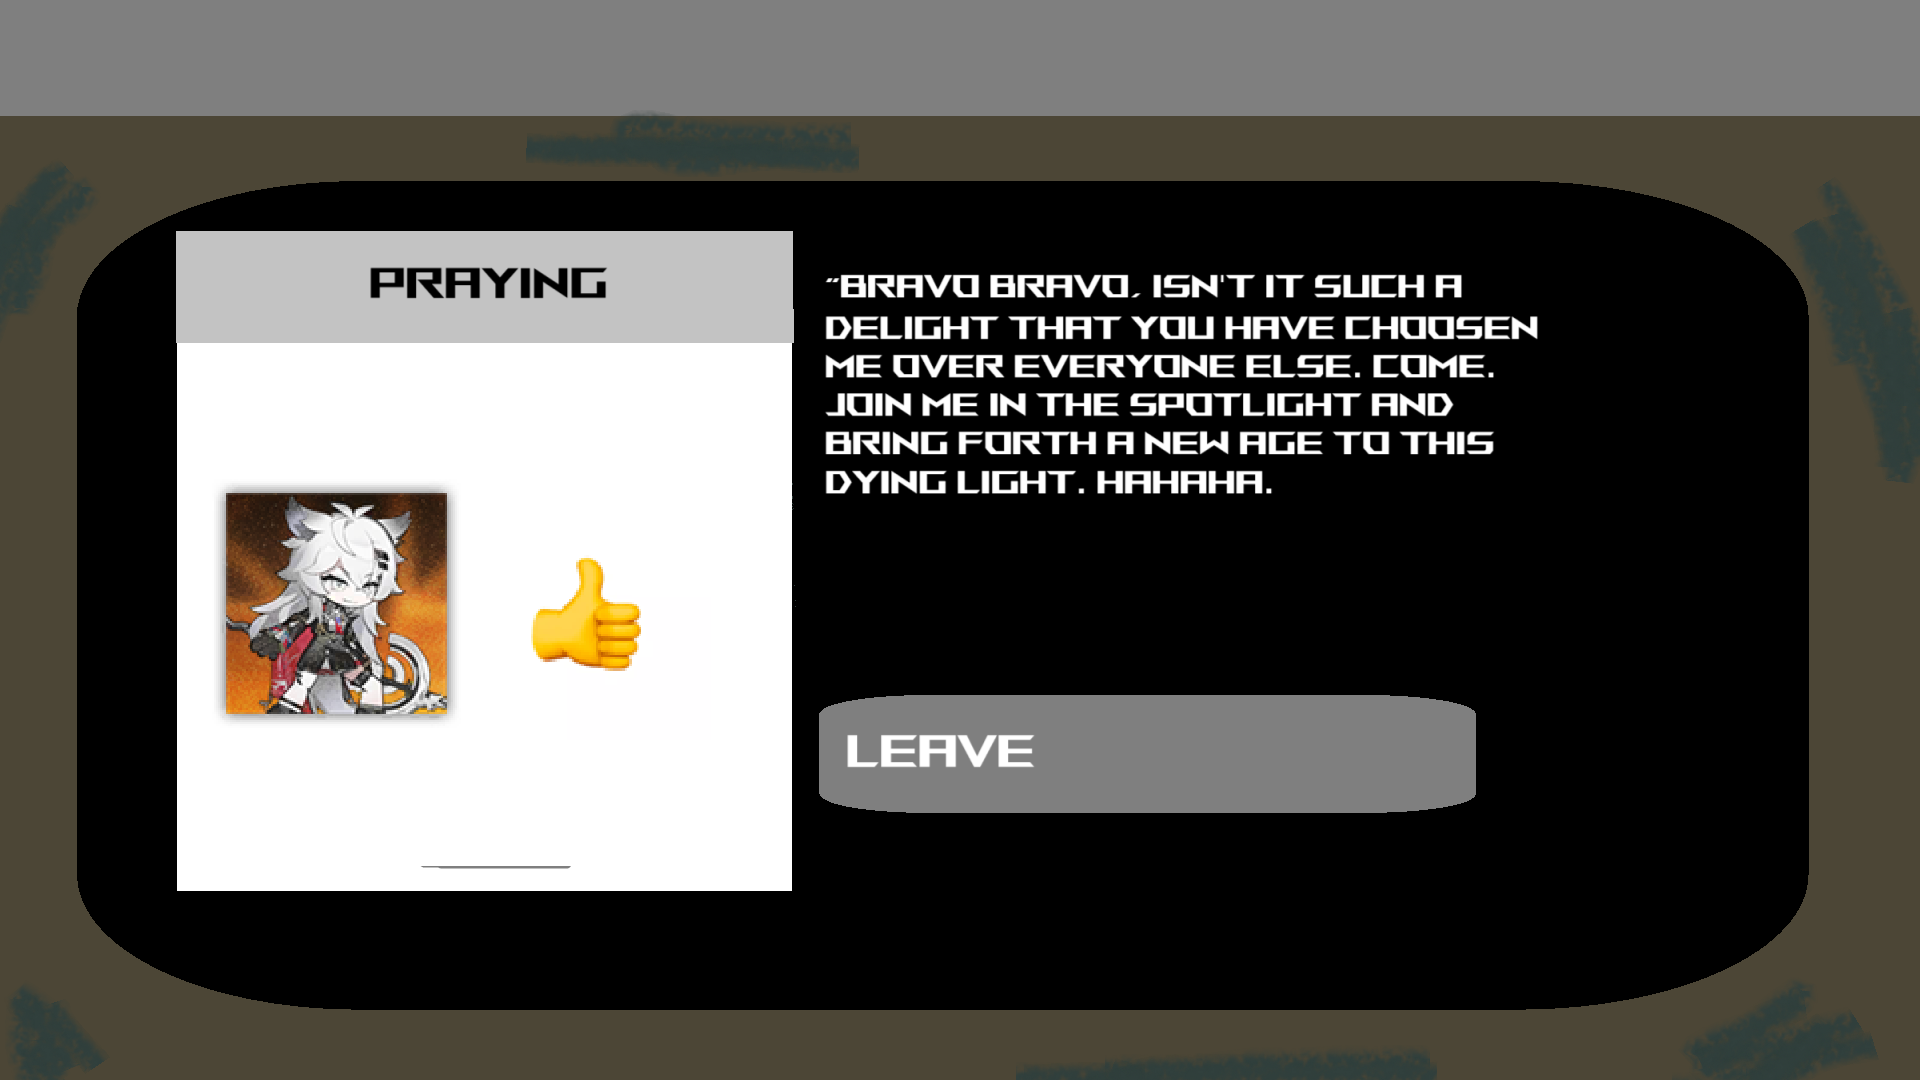 PRAYING
"BRAVO BRAVO, ISN'T IT SUCH A
DELIGHT THAT YOU HAVE CHOOSEN
ME OVER EVERYONE ELSE. COME.
JOIN ME IN THE SPOTLIGHT AND
BRING FORTH A NEW AGE TO THIS
DYING LIGHT. HAHAHA.
LEAVE